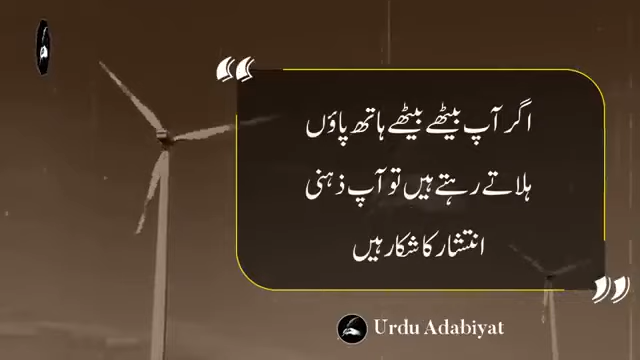 اگر آپ بیٹھے بیٹھے ہاتھ پاؤں
ہلاتے رہتے ہیں تو آپ ذہنی
انتشار کا شکار ہیں
Urdu Adabiyat